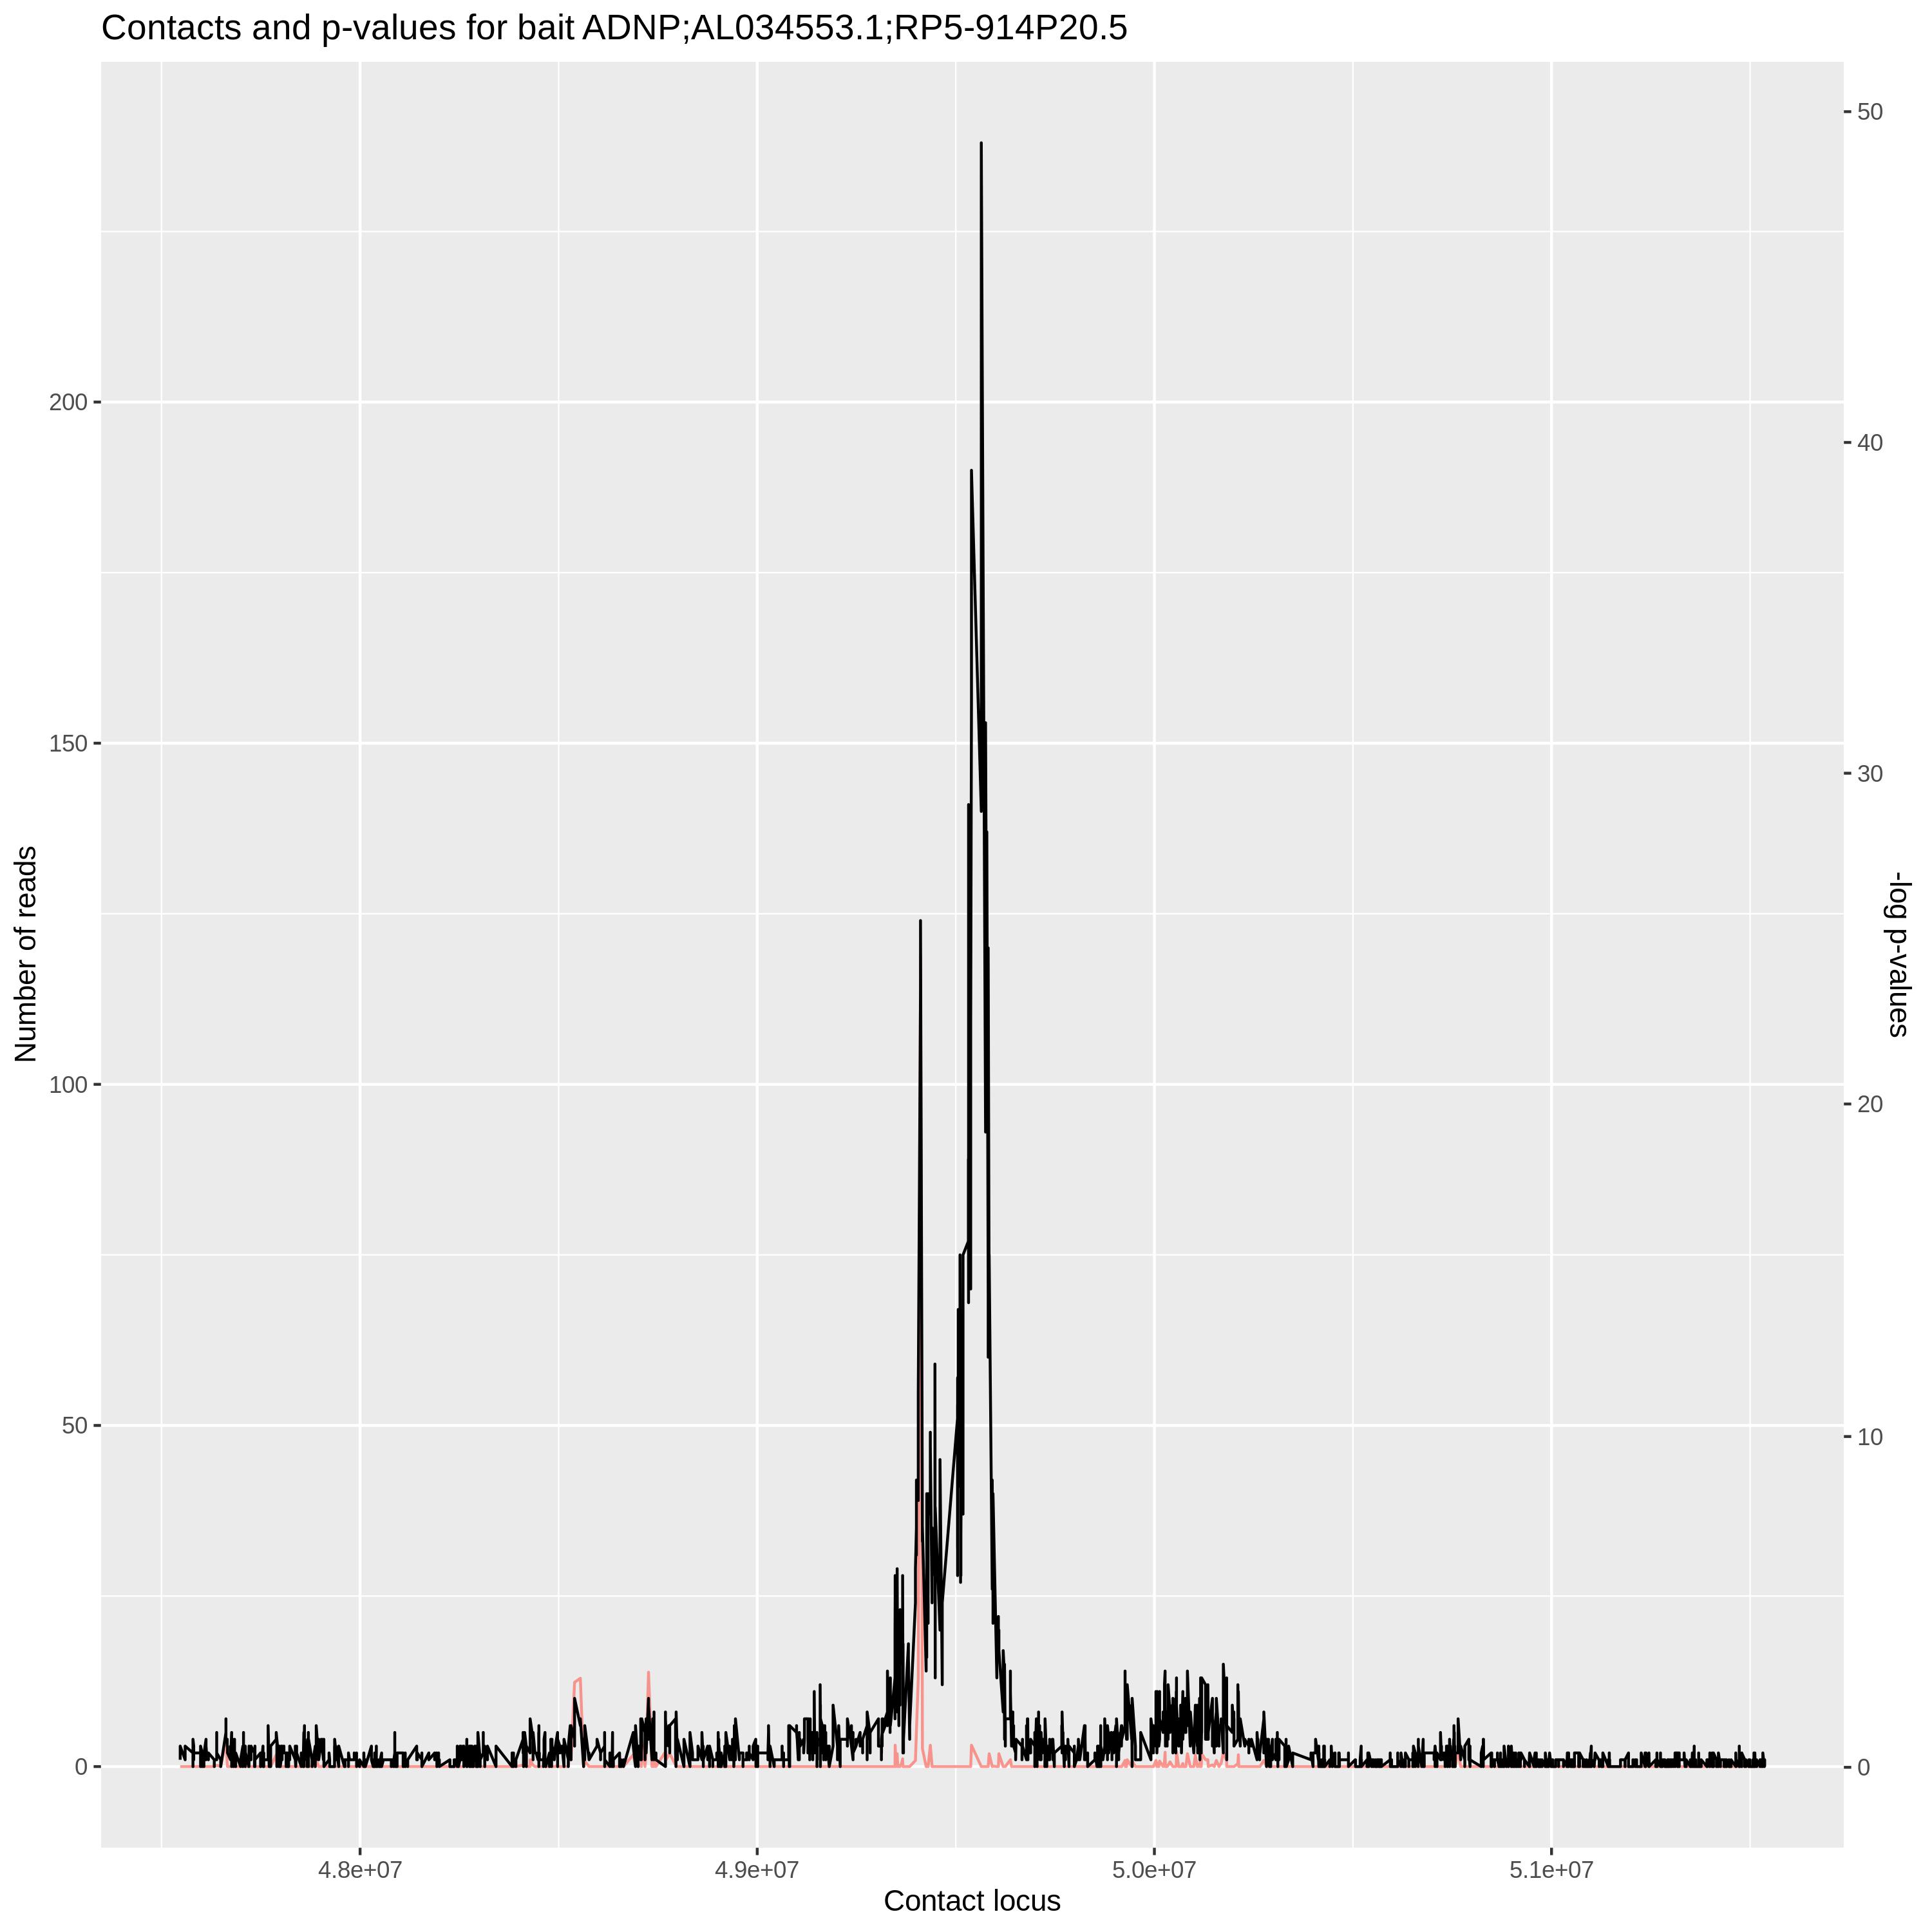 Contacts and p-values for bait ADNP;AL034553.1;RP5-914P20.5
Number of reads
200
150
100
50
0
50
40
30
20
10
0
-log p-values
4.8e+07
4.9e+07
5.0e+07
5.1e+07
Contact locus